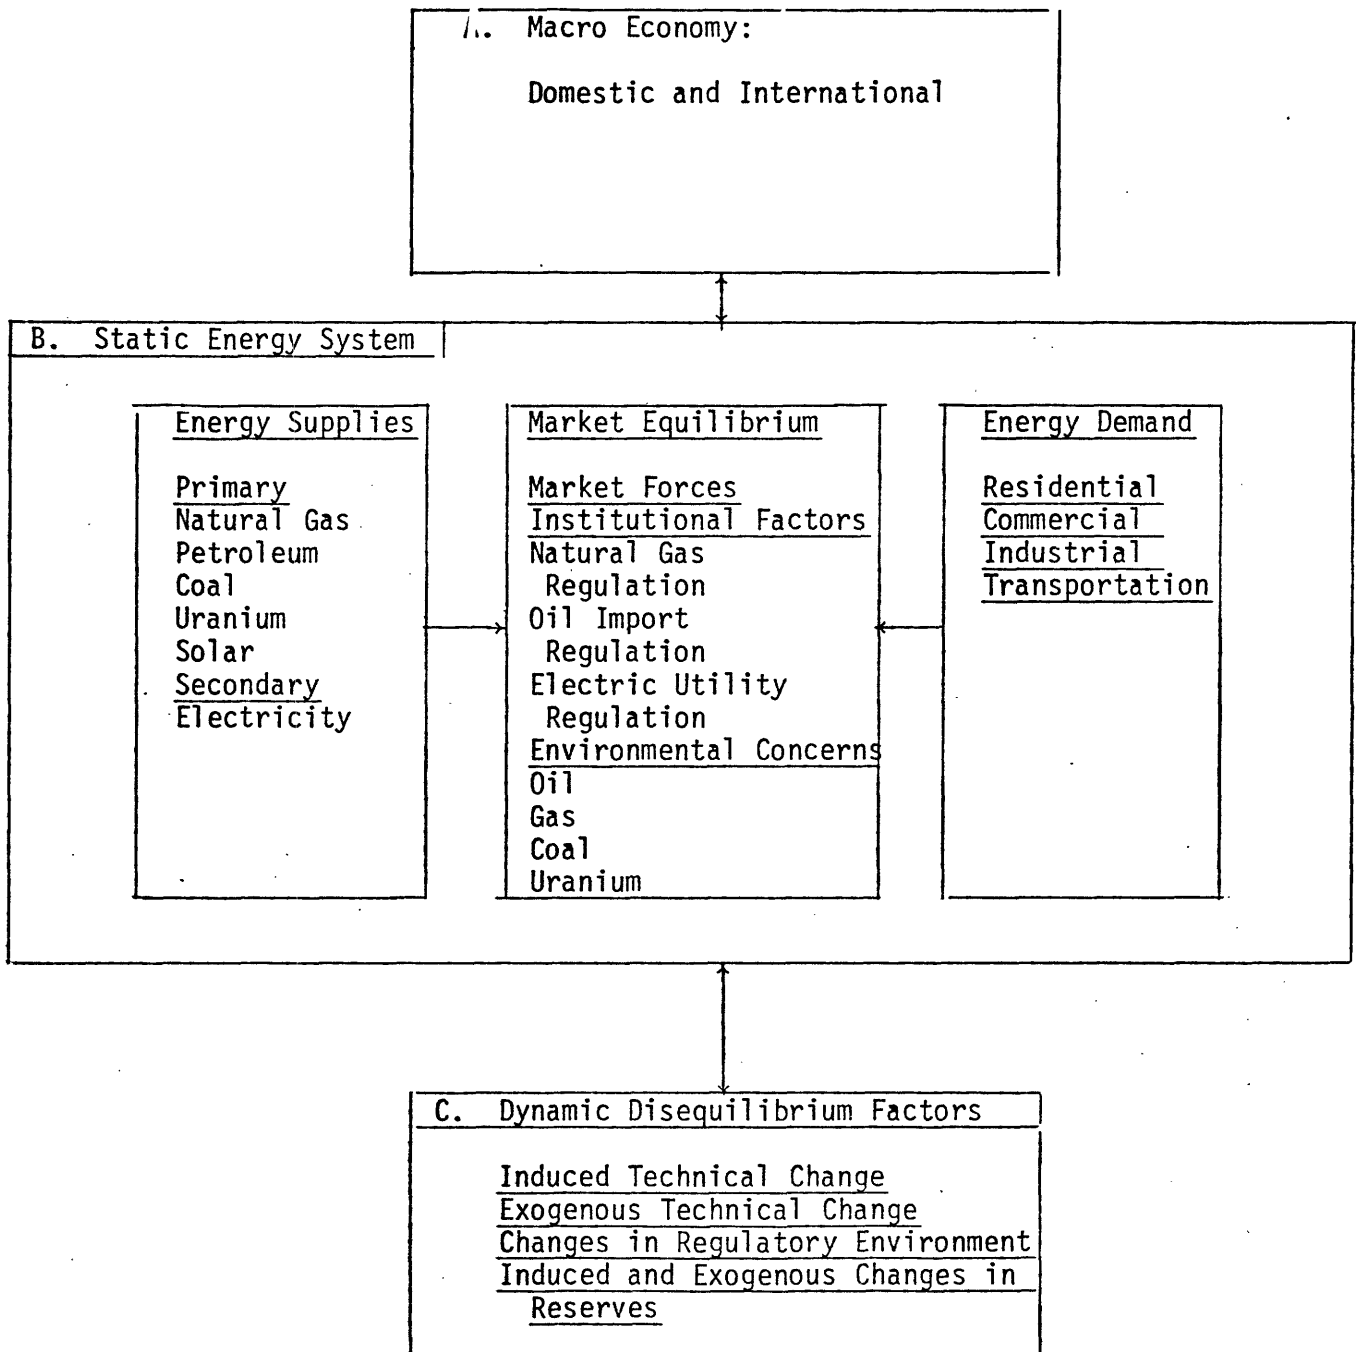 A. Macro Economy:
Domestic and International
B. Static Energy System
Energy Supplies
Primary
Natural Gas
Petroleum
Coal
Uranium
Solar
Secondary
Electricity
Market Equilibrium
Market Forces
Institutional Factors
Natural Gas
Regulation
Oil Import
Regulation
Electric Utility
Regulation
Environmental Concerns
Oil
Gas
Coal
Uranium
Energy Demand
Residential
Commercial
Industrial
Transportation
C. Dynamic Disequilibrium Factors
Induced Technical Change
Exogenous Technical Change
Changes in Regulatory Environment
Induced and Exogenous Changes in
Reserves